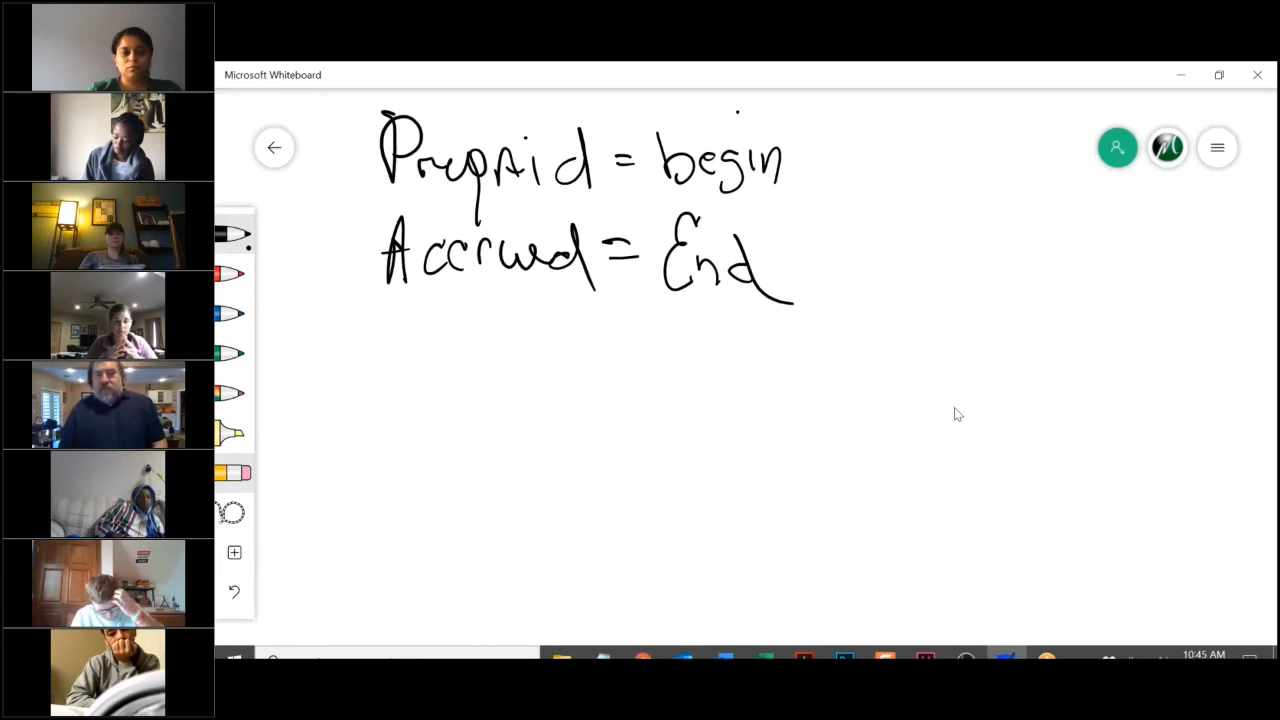 Microsoft Whiteboard
Prepaid = begin
Accrued = End
10:45 AM